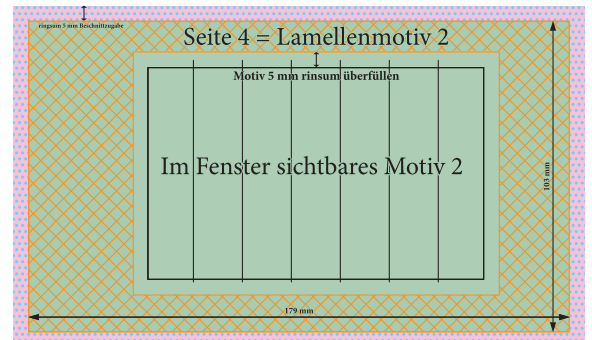 ringsum 5 mm Beschnittzugabe
Seite 4 = Lamellenmotiv 2
Motiv 5 mm rinsum überfüllen
Im Fenster sichtbares Motiv 2
103 mm
179 mm